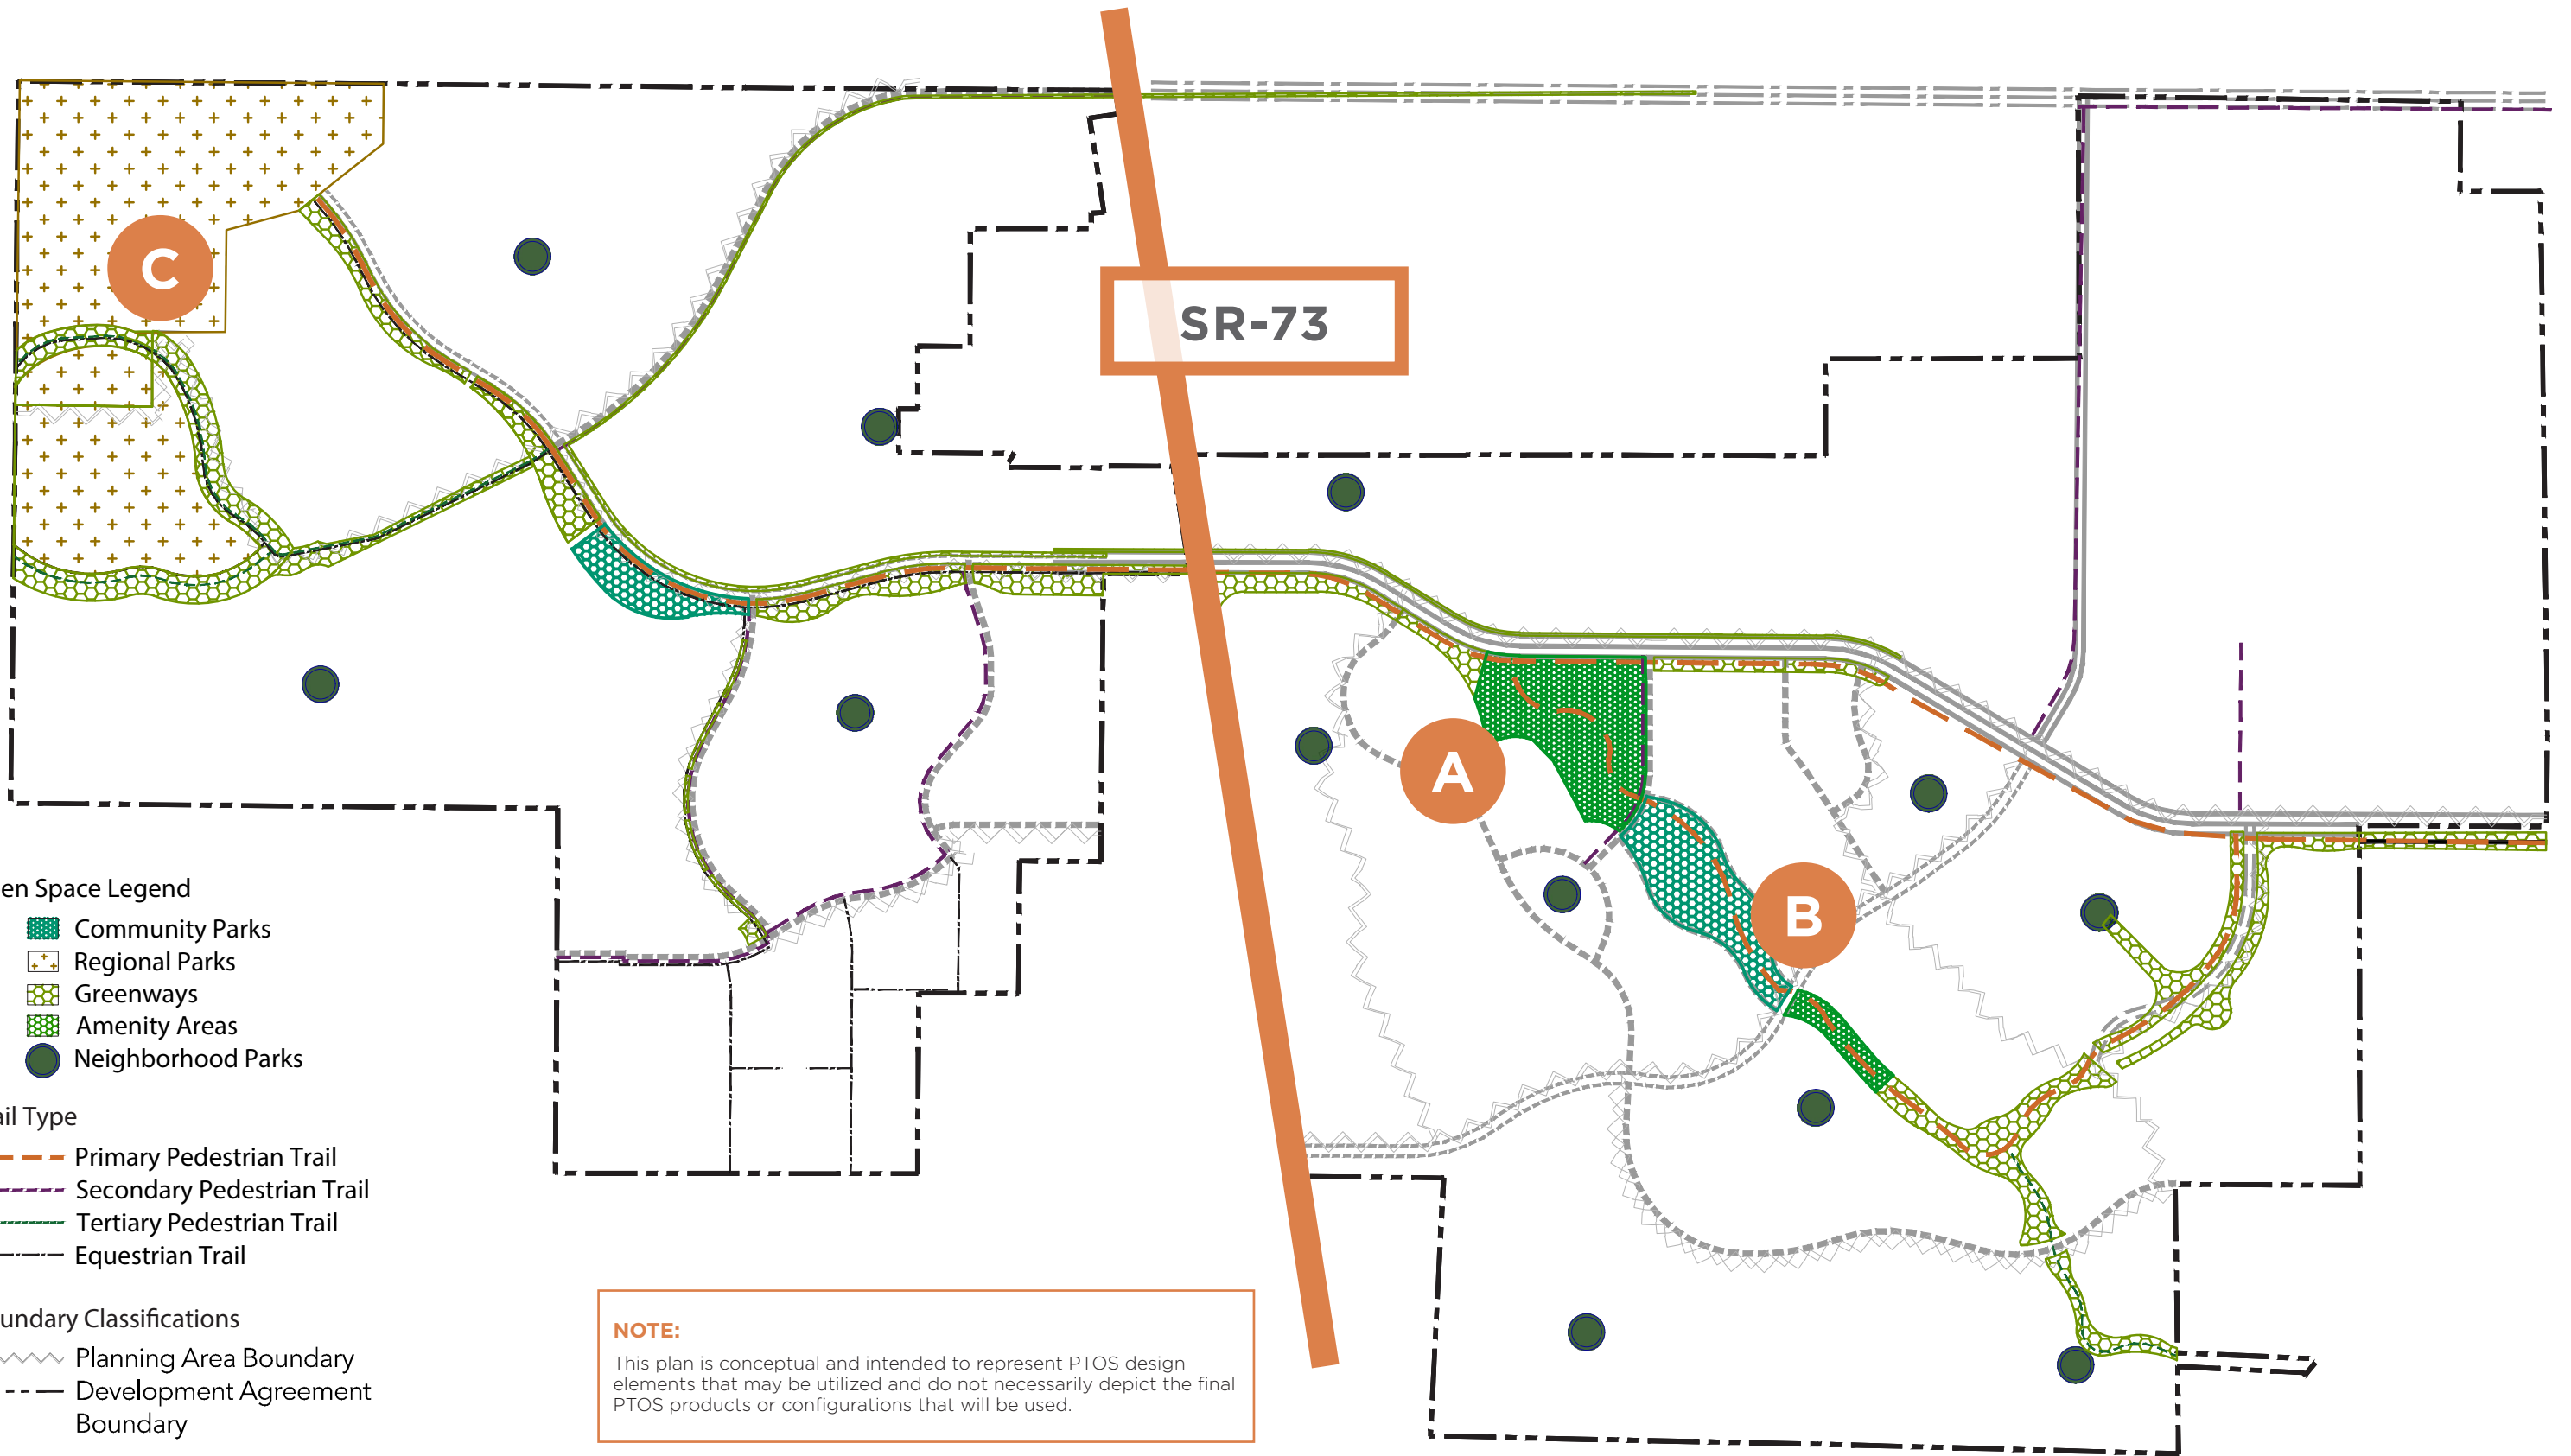 C
SR-73
A
B
en Space Legend
Community Parks
Regional Parks
Greenways
Amenity Areas
Neighborhood Parks
ail Type
Primary Pedestrian Trail
Secondary Pedestrian Trail
Tertiary Pedestrian Trail
Equestrian Trail
undary Classifications
Planning Area Boundary
Development Agreement
Boundary
NOTE:
This plan is conceptual and intended to represent PTOS design
elements that may be utilized and do not necessarily depict the final
PTOS products or configurations that will be used.